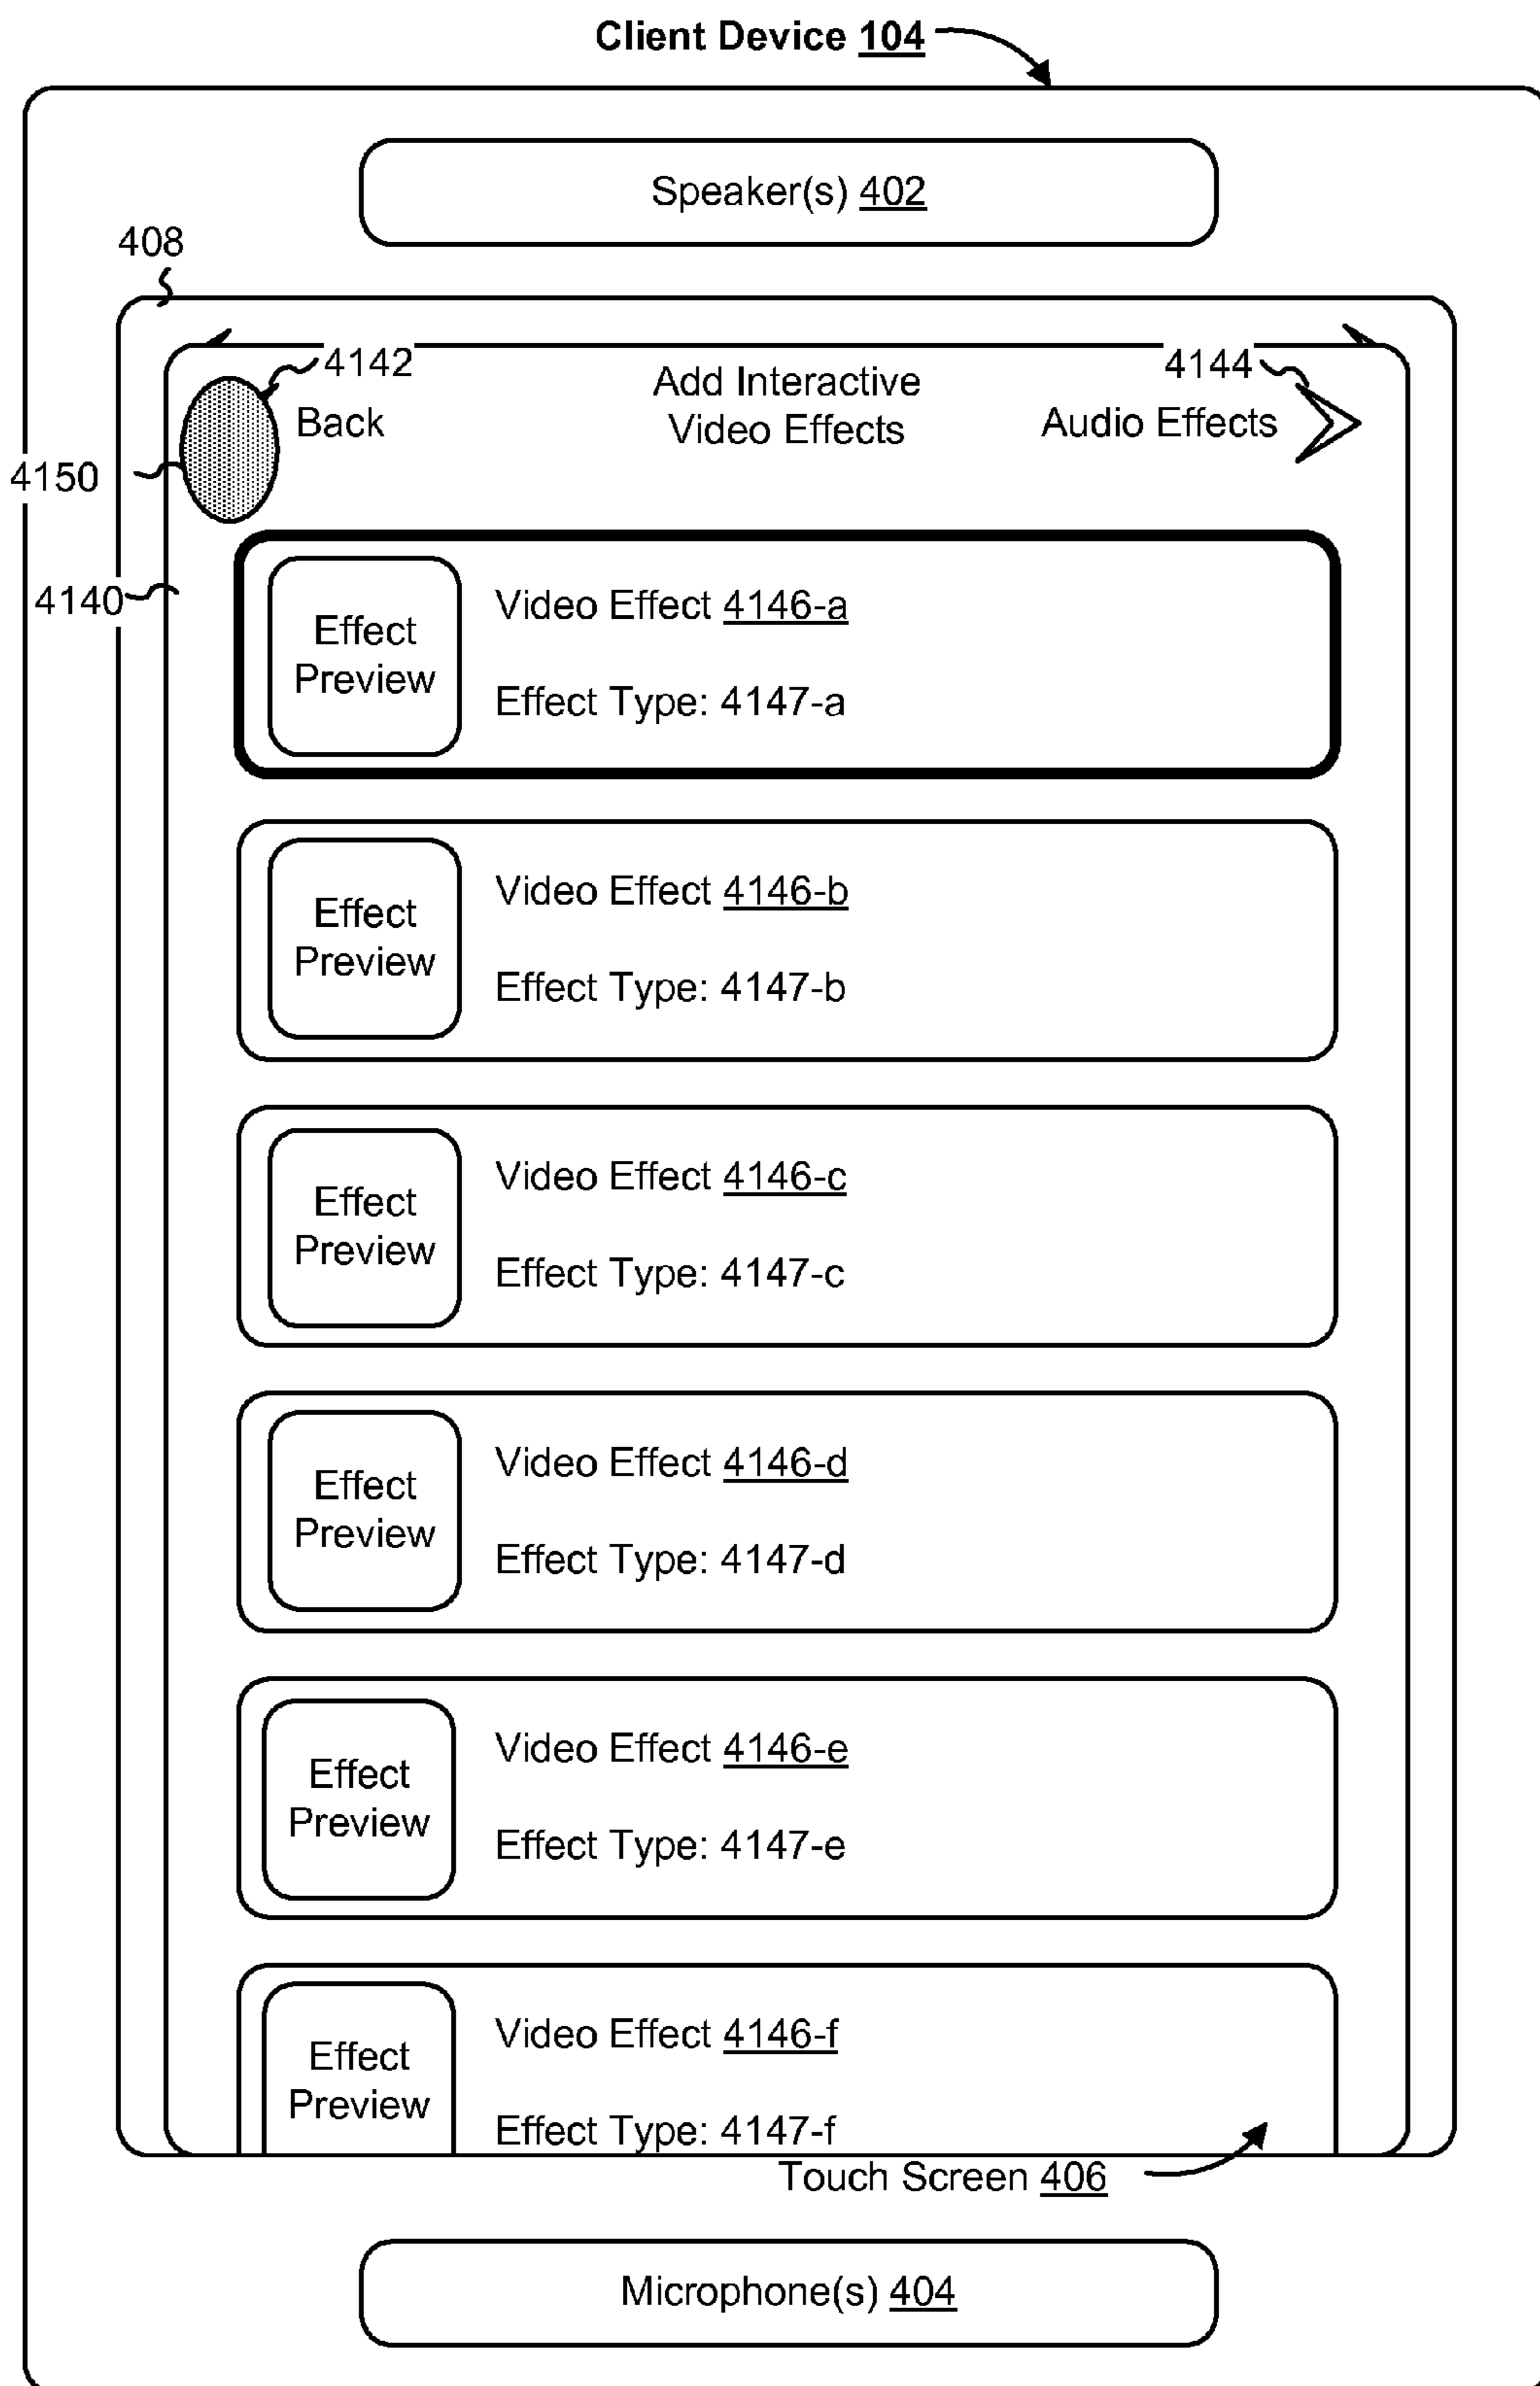 Client Device 104
Speaker(s) 402
408
4142
4144
Add Interactive
Video Effects
Back
Audio Effects
4150
4140
Effect
Preview
Video Effect 4146-a
Effect Type: 4147-a
Effect
Preview
Video Effect 4146-b
Effect Type: 4147-b
Effect
Preview
Video Effect 4146-c
Effect Type: 4147-c
Effect
Preview
Video Effect 4146-d
Effect Type: 4147-d
Effect
Preview
Video Effect 4146-e
Effect Type: 4147-e
Effect
Preview
Video Effect 4146-f
Effect Type: 4147-f
Touch Screen 406
Microphone(s) 404